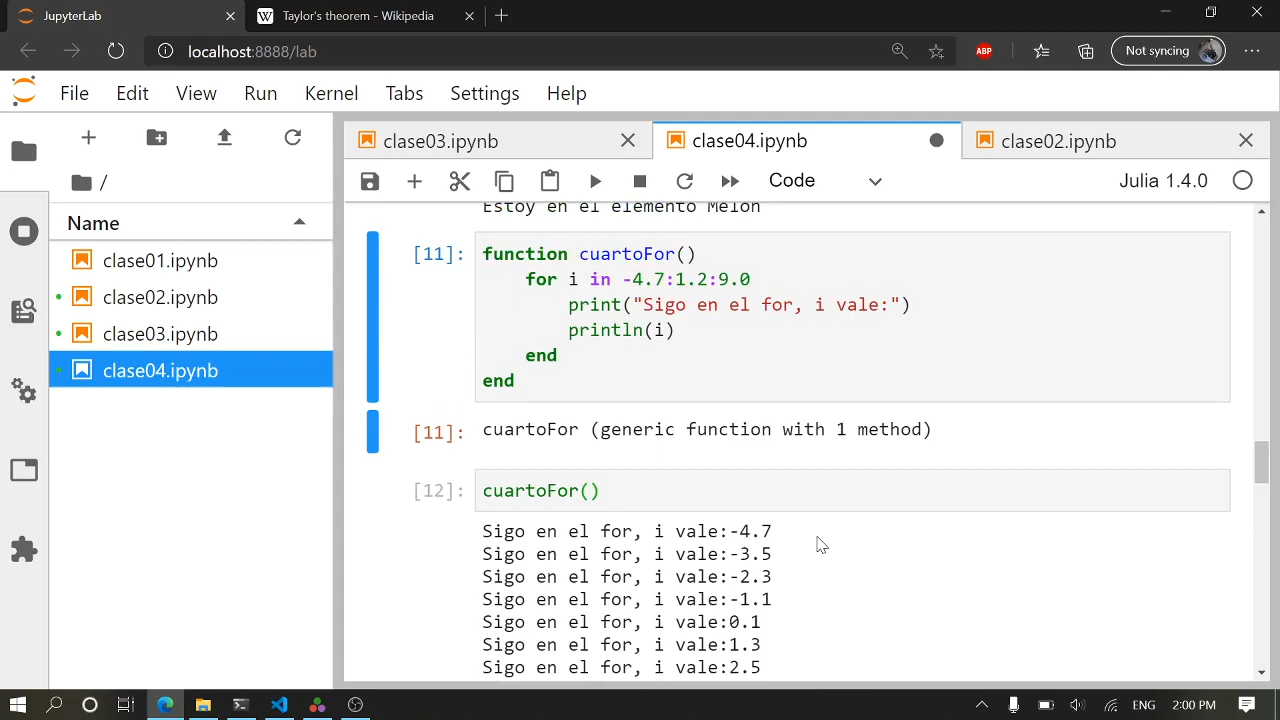 JupyterLab
Taylor's theorem - Wikipedia
localhost:8888/lab
ABP
Not syncing
File Edit View Run Kernel Tabs Settings Help
/
Name
clase01.ipynb
clase02.ipynb
clase03.ipynb
clase04.ipynb
clase03.ipynb
clase04.ipynb
clase02.ipynb
Code
Julia 1.4.0
Estoy en el elemento Melon
[11]: function cuartoFor()
for i in -4.7:1.2:9.0
print("Sigo en el for, i vale:")
println(i)
end
end
[11]: cuartoFor (generic function with 1 method)
[12]: cuartoFor()
Sigo en el for, i vale:-4.7
Sigo en el for, i vale:-3.5
Sigo en el for, i vale:-2.3
Sigo en el for, i vale:-1.1
Sigo en el for, i vale:0.1
Sigo en el for, i vale:1.3
Sigo en el for, i vale:2.5
ENG
2:00 PM